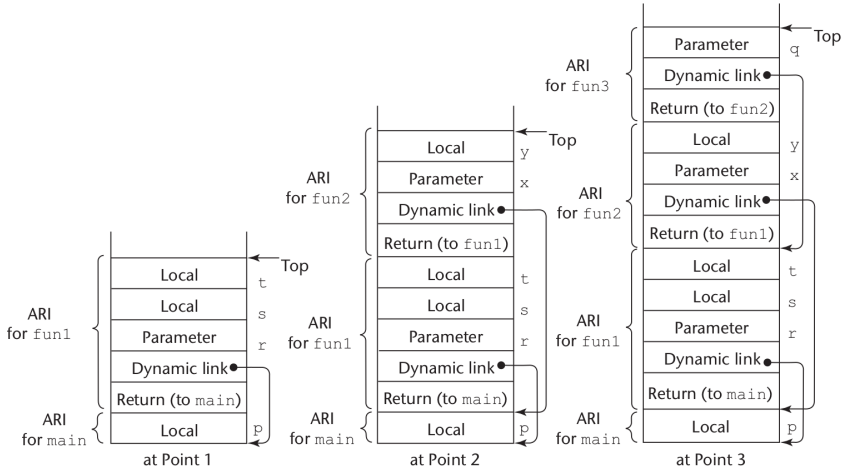 Top
Local t
Local s
ARI
for fun1
Parameter r
Dynamic link
Return (to main)
ARI
for main
Local p
at Point 1
Top
ARI
for fun2
Local y
Parameter x
Dynamic link
Return (to fun1)
ARI
for fun1
Local t
Local s
Parameter r
Dynamic link
Return (to main)
ARI
for main
Local p
at Point 2
Top
ARI
for fun3
Parameter q
Dynamic link
Return (to fun2)
ARI
for fun2
Local y
Parameter x
Dynamic link
Return (to fun1)
ARI
for fun1
Local t
Local s
Parameter r
Dynamic link
Return (to main)
ARI
for main
Local p
at Point 3